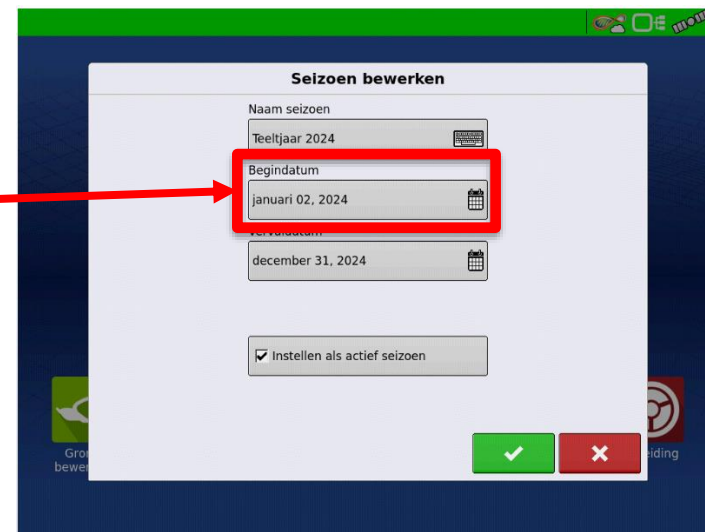 Seizoen bewerken
Naam seizoen
Teeltjaar 2024
Begindatum
januari 02, 2024
december 31, 2024
Instellen als actief seizoen